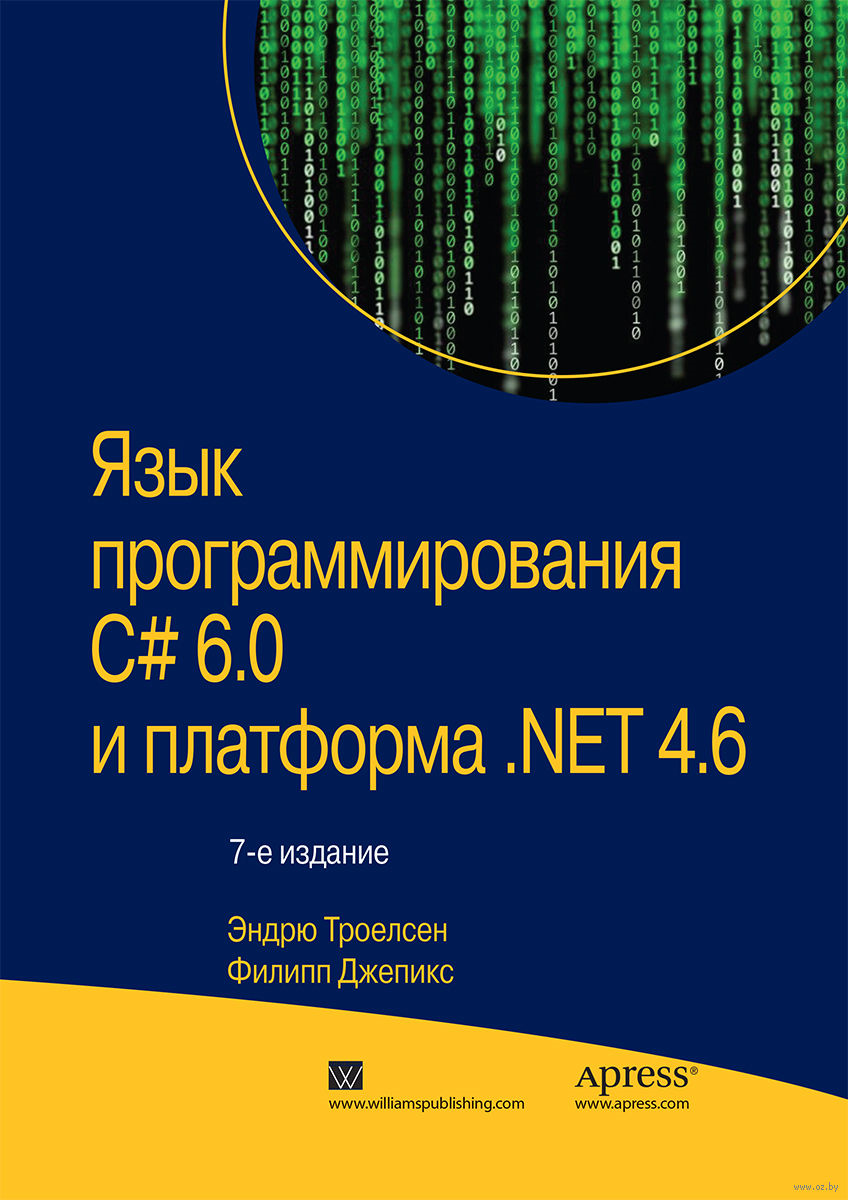 Язык
программирования
C# 6.0
и платформа .NET 4.6
7-е издание
Эндрю Троелсен
Филипп Джепикс
W
Apress®
www.williamspublishing.com
www.apress.com
www.oz.by